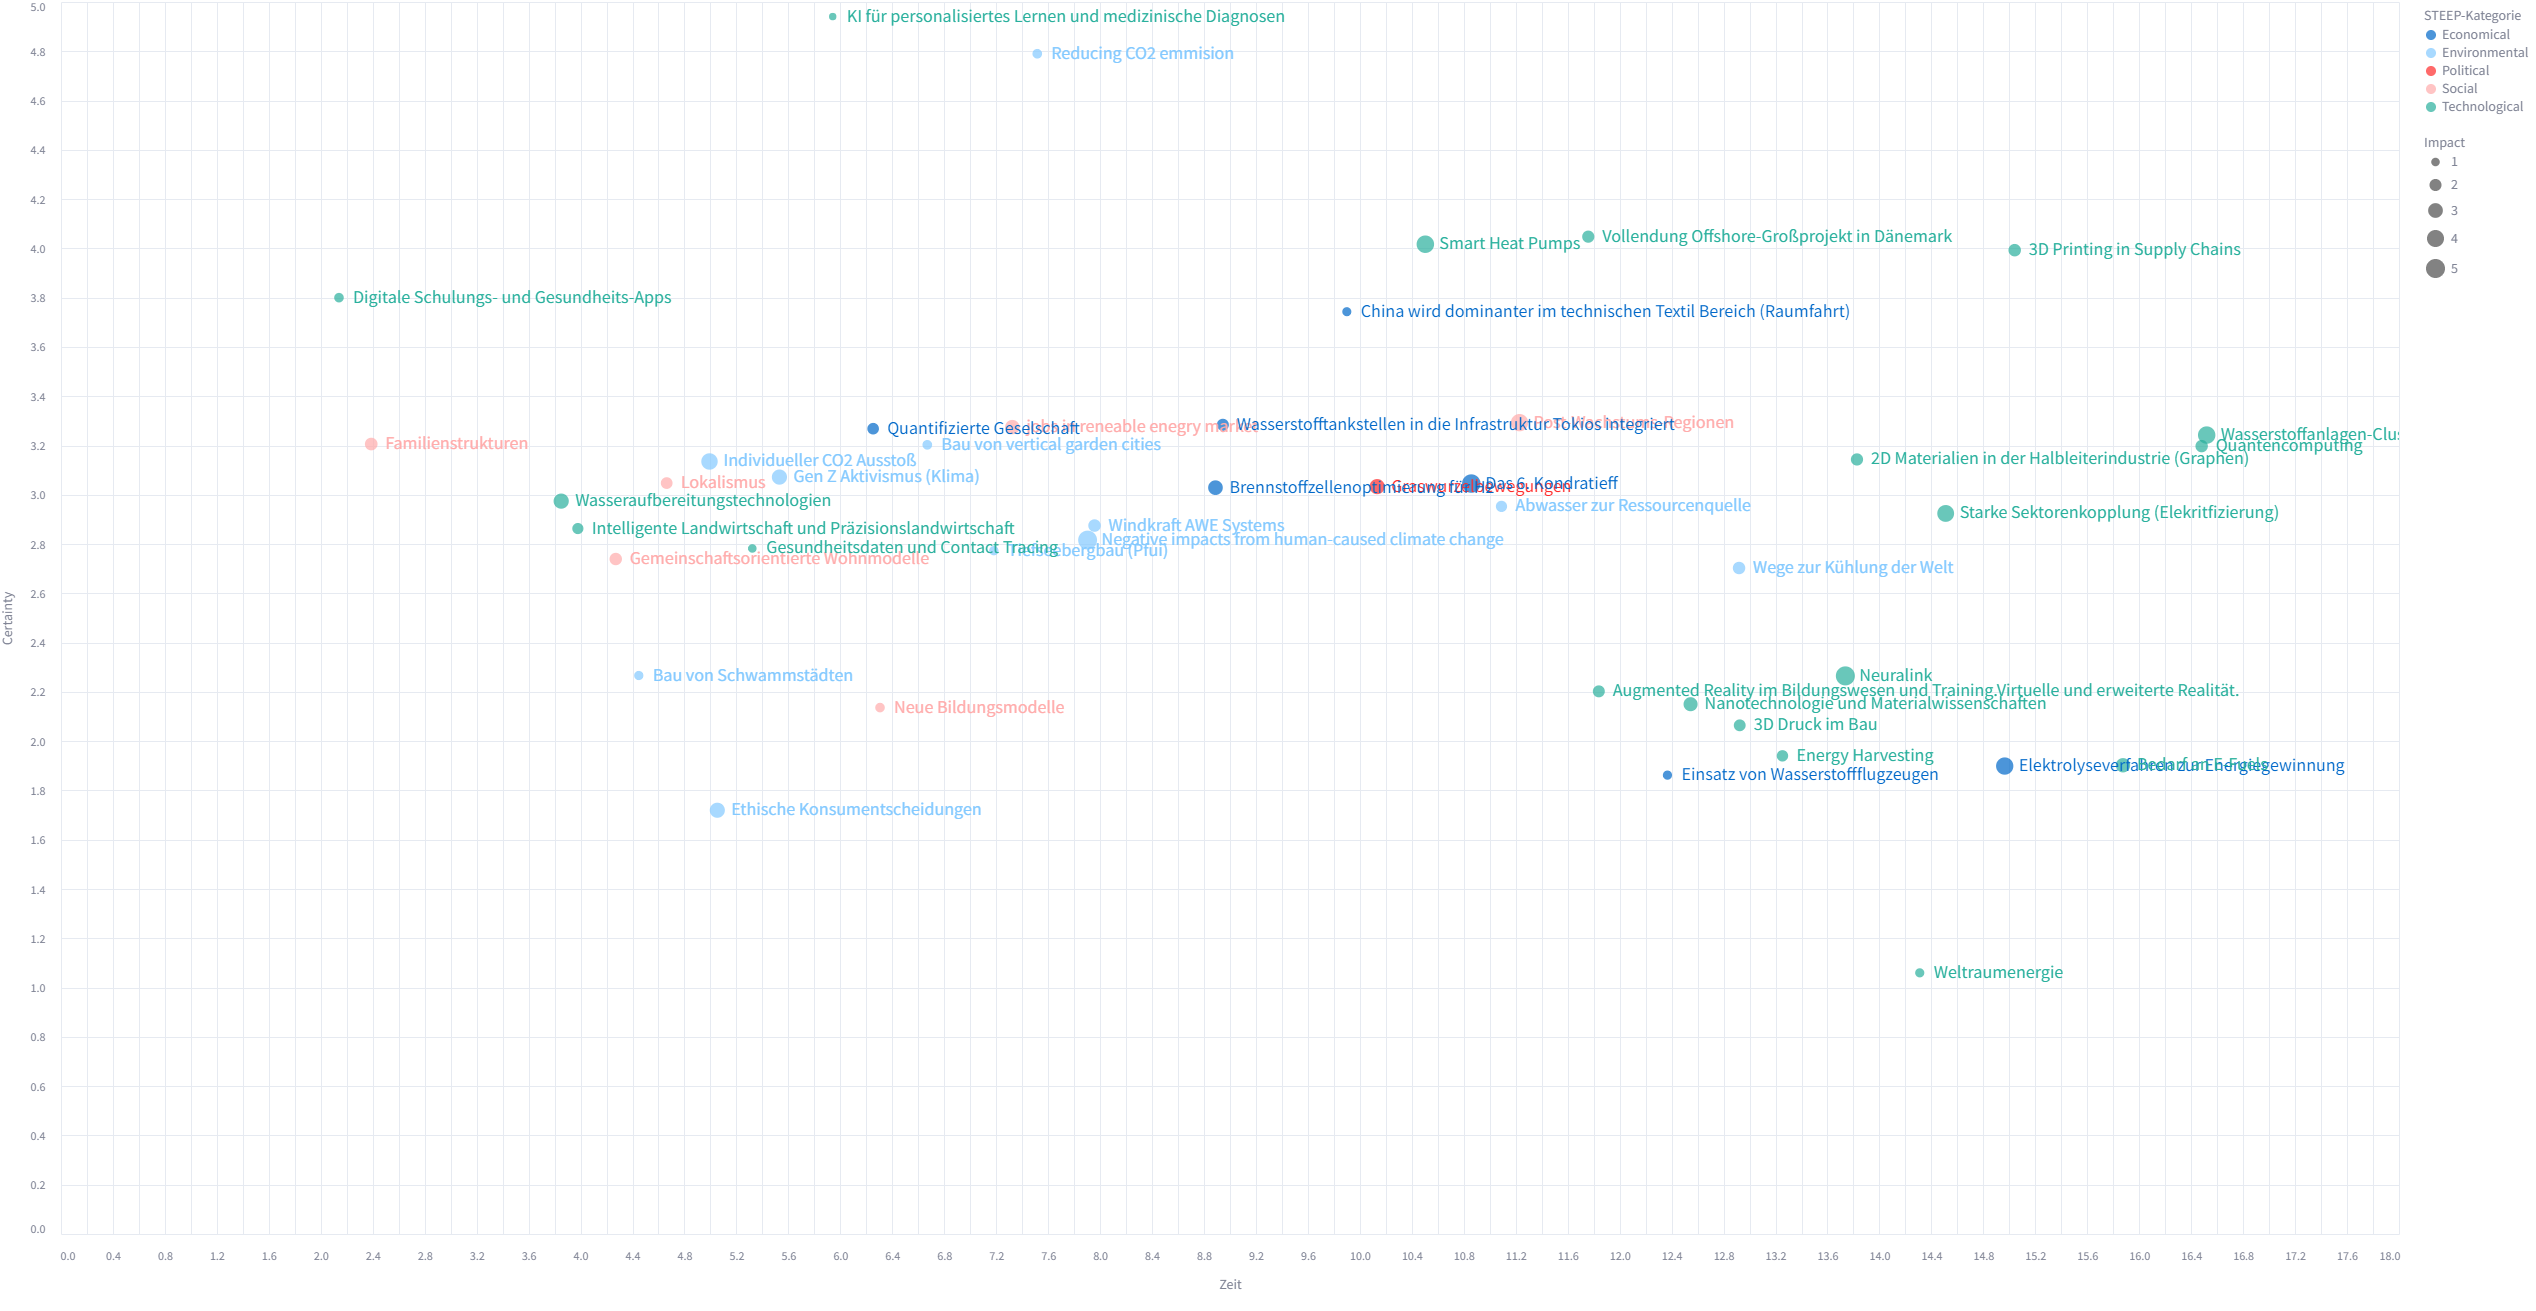 5.0
4.8
4.6
4.4
4.2
4.0
3.8
3.6
3.4
3.2
3.0
2.8
2.6
2.4
2.2
2.0
1.8
1.6
1.4
1.2
1.0
0.8
0.6
0.4
0.2
0.0
Certainty
KI für personalisiertes Lernen und medizinische Diagnosen
Reducing CO2 emmision
Smart Heat Pumps
Vollendung Offshore-Großprojekt in Dänemark
3D Printing in Supply Chains
Digitale Schulungs- und Gesundheits-Apps
China wird dominanter im technischen Textil Bereich (Raumfahrt)
Quantifizierte Gesellschaft
reneable enegry market
Wasserstofftankstellen in die Infrastruktur Tokios integriert
Post-Wachstums-Regionen
Familienstrukturen
Bau von vertical garden cities
Wasserstoffanlagen-Clus
Quantencomputing
Individueller CO2 Ausstoß
2D Materialien in der Halbleiterindustrie (Graphen)
Gen Z Aktivismus (Klima)
Lokalismus
Brennstoffzellenoptimierung für H2
Graswurzelbewegungen
Das 6. Kondratieff
Wasseraufbereitungstechnologien
Abwasser zur Ressourcenquelle
Starke Sektorenkopplung (Elekritfizierung)
Intelligente Landwirtschaft und Präzisionslandwirtschaft
Windkraft AWE Systems
Negative impacts from human-caused climate change
Gesundheitsdaten und Contact Tracing
Tiefseebergbau (Pfui)
Gemeinschaftsorientierte Wohnmodelle
Wege zur Kühlung der Welt
Bau von Schwammstädten
Neuralink
Augmented Reality im Bildungswesen und Training.Virtuelle und erweiterte Realität.
Neue Bildungsmodelle
Nanotechnologie und Materialwissenschaften
3D Druck im Bau
Energy Harvesting
Elektrolyseverfahren zur Energiegewinnung
Bedarf an E-Fuels
Einsatz von Wasserstoffflugzeugen
Ethische Konsumentscheidungen
Weltraumenergie
0.0 0.4 0.8 1.2 1.6 2.0 2.4 2.8 3.2 3.6 4.0 4.4 4.8 5.2 5.6 6.0 6.4 6.8 7.2 7.6 8.0 8.4 8.8 9.2 9.6 10.0 10.4 10.8 11.2 11.6 12.0 12.4 12.8 13.2 13.6 14.0 14.4 14.8 15.2 15.6 16.0 16.4 16.8 17.2 17.6 18.0
Zeit
STEEP-Kategorie
Economical
Environmental
Political
Social
Technological
Impact
1
2
3
4
5